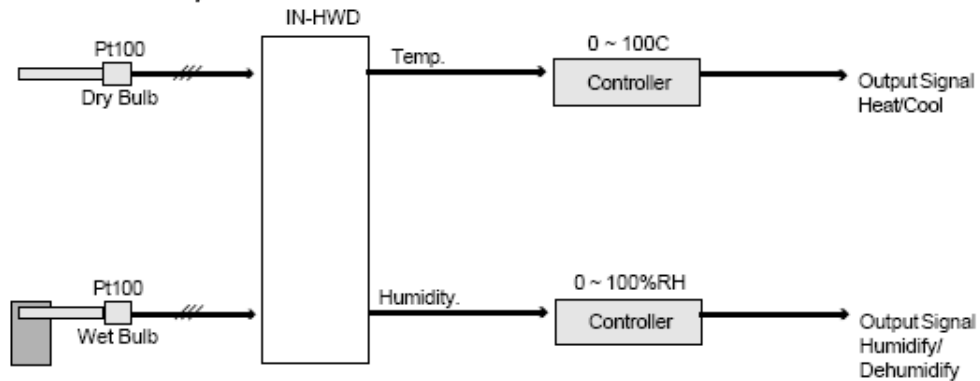 IN-HWD
Pt100
Dry Bulb
Temp.
0 ~ 100C
Controller
Output Signal
Heat/Cool
Pt100
Wet Bulb
Humidity.
0 ~ 100%RH
Controller
Output Signal
Humidify/
Dehumidify